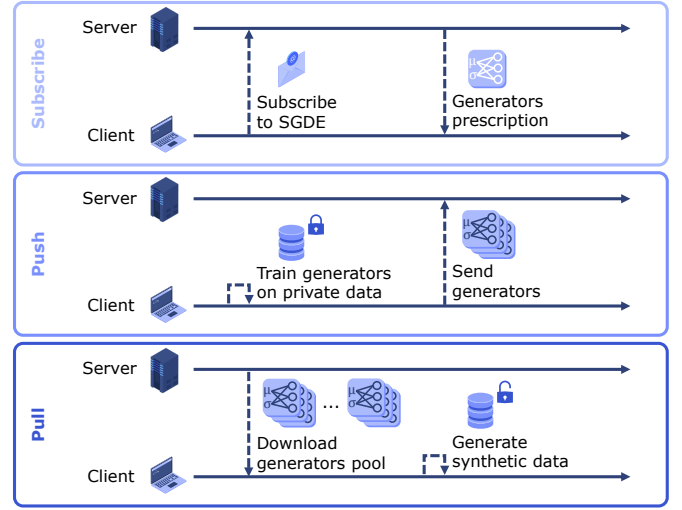 Subscribe
Server
Subscribe
to SGDE
μ
σ
Generators
prescription
Client
Push
Server
Train generators
on private data
μ
σ
Send
generators
Client
Pull
Server
μ
σ
...
μ
σ
Download
generators pool
Generate
synthetic data
Client